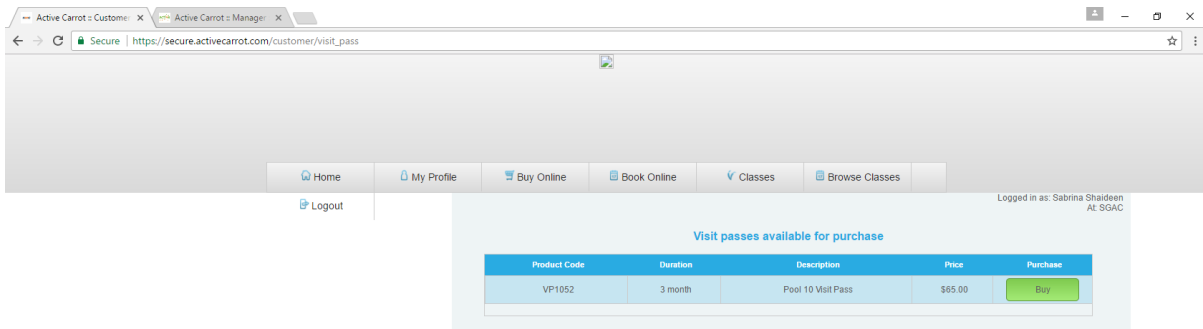 Active Carrot :: Customer
Active Carrot :: Manager
Secure | https://secure.activecarrot.com/customer/visit_pass
Home My Profile Buy Online Book Online Classes Browse Classes
Logout
Logged in as: Sabrina Shaideen
At: SGAC
Visit passes available for purchase
Product Code Duration Description Price Purchase
VP1052 3 month Pool 10 Visit Pass $65.00 Buy